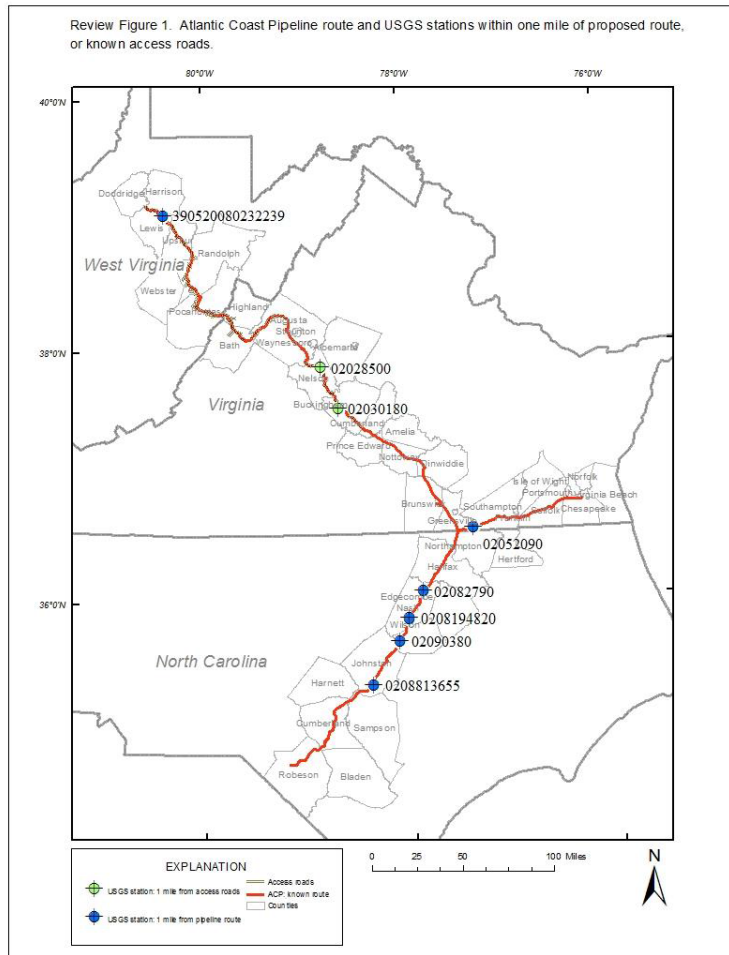 Review Figure 1. Atlantic Coast Pipeline route and USGS stations within one mile of proposed route,
or known access roads.
80°0'W 78°0'W 76°0'W
40°0'N
Doddridge Harrison
390520080232239
Lewis
Upshur
Randolph
West Virginia
Webster
Pocahontas Highland
Augusta
Staunton
Bath Waynesboro Albemarle
38°0'N
02028500
Nelson
Virginia
Buckingham 02030180
Cumberland
Amelia
Prince Edward
Nottoway Dinwiddie
Isle of Wight Norfolk
Portsmouth Virginia Beach
Brunswick Southampton
Suffolk Chesapeake
Greensville
02052090
Northampton
Hertford
Halifax
02082790
36°0'N
Edgecombe
Nash
0208194820
Wilson
02090380
North Carolina
Johnston
0208813655
Harnett
Cumberland
Sampson
Robeson Bladen
EXPLANATION
USGS station: 1 mile from access roads
USGS station: 1 mile from pipeline route
Access roads
ACP: known route
Counties
0 25 50 100 Miles
N